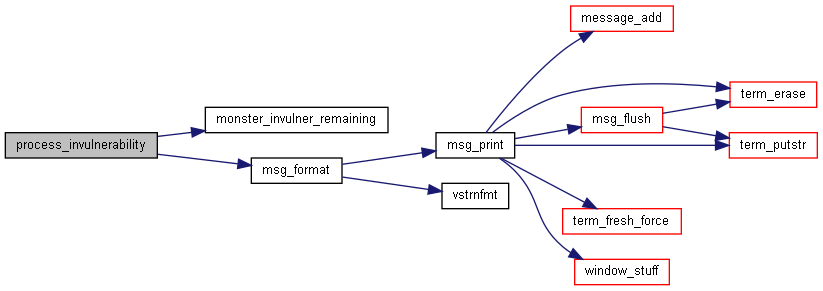 message_add
term_erase
monster_invulner_remaining
msg_flush
process_invulnerability
msg_print
term_putstr
msg_format
vstrnfmt
term_fresh_force
window_stuff